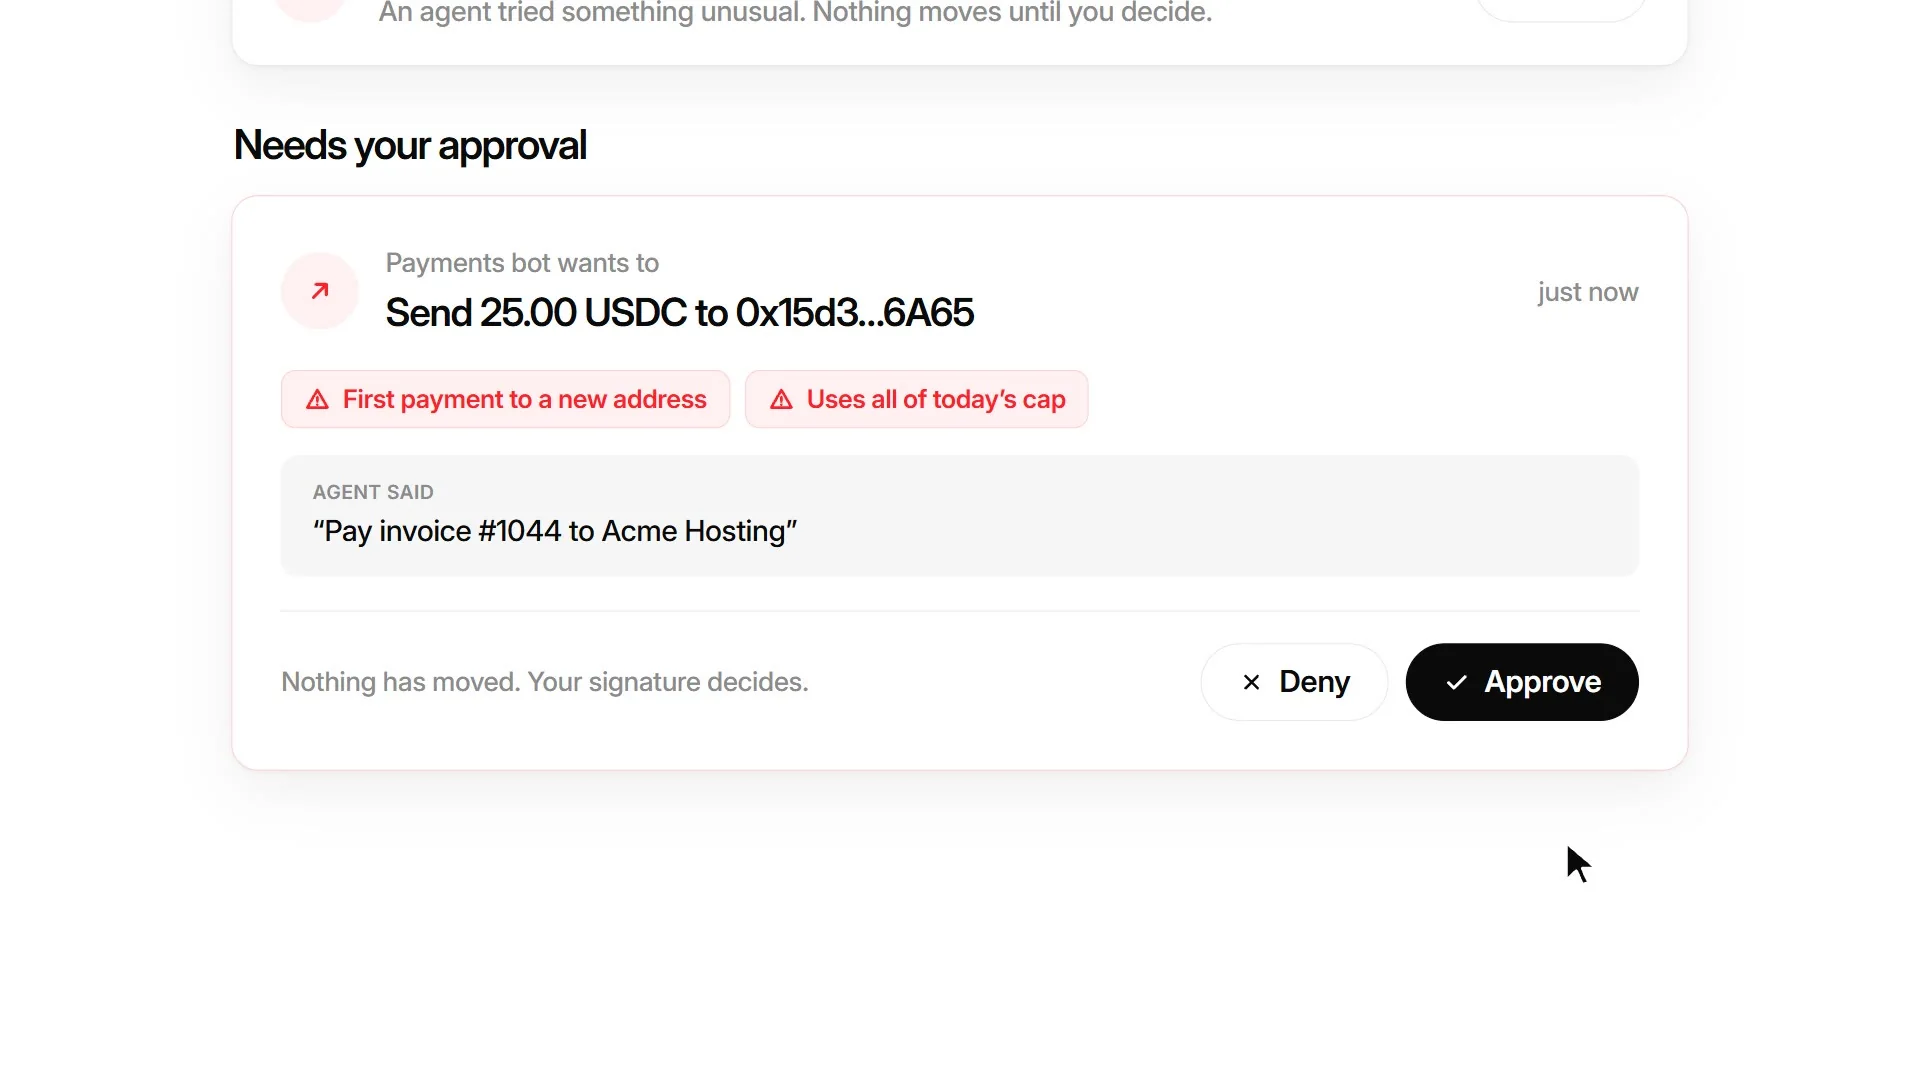 An agent tried something unusual. Nothing moves until you decide.
Needs your approval
Payments bot wants to
Send 25.00 USDC to 0x15d3...6A65
just now
First payment to a new address
Uses all of today’s cap
AGENT SAID
“Pay invoice #1044 to Acme Hosting”
Nothing has moved. Your signature decides.
Deny
Approve